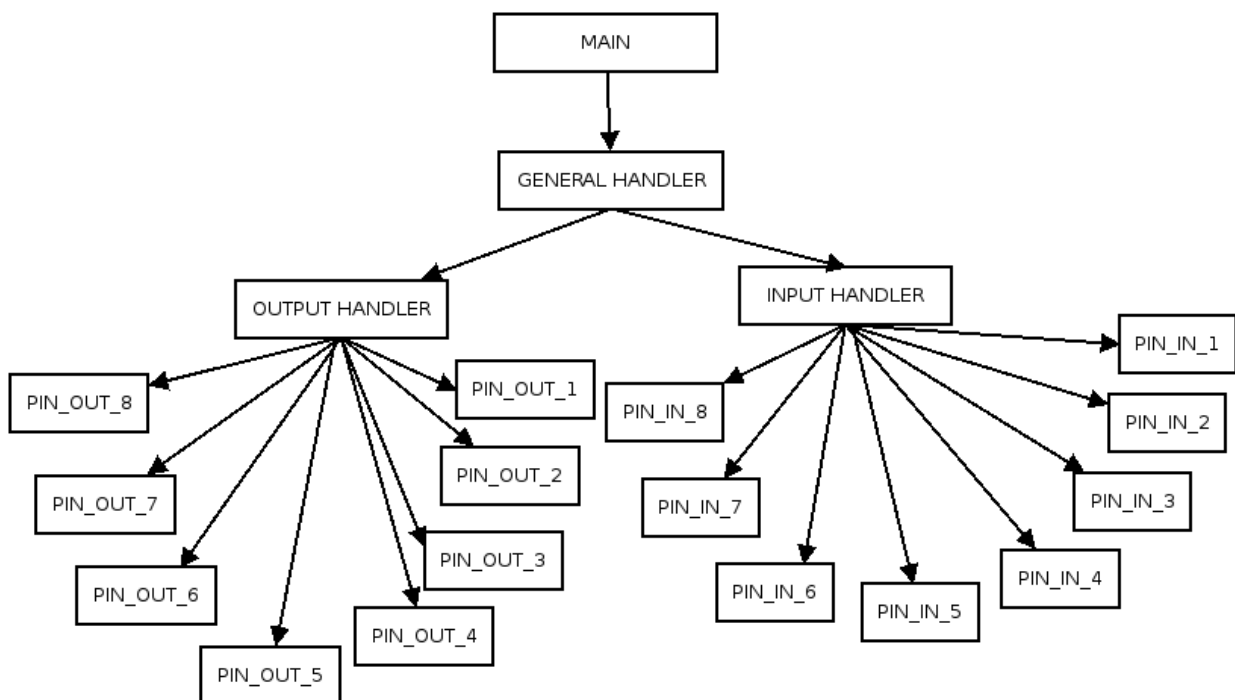 MAIN
GENERAL HANDLER
OUTPUT HANDLER
INPUT HANDLER
PIN_OUT_8
PIN_OUT_7
PIN_OUT_6
PIN_OUT_5
PIN_OUT_4
PIN_OUT_3
PIN_OUT_2
PIN_OUT_1
PIN_IN_8
PIN_IN_7
PIN_IN_6
PIN_IN_5
PIN_IN_4
PIN_IN_3
PIN_IN_2
PIN_IN_1